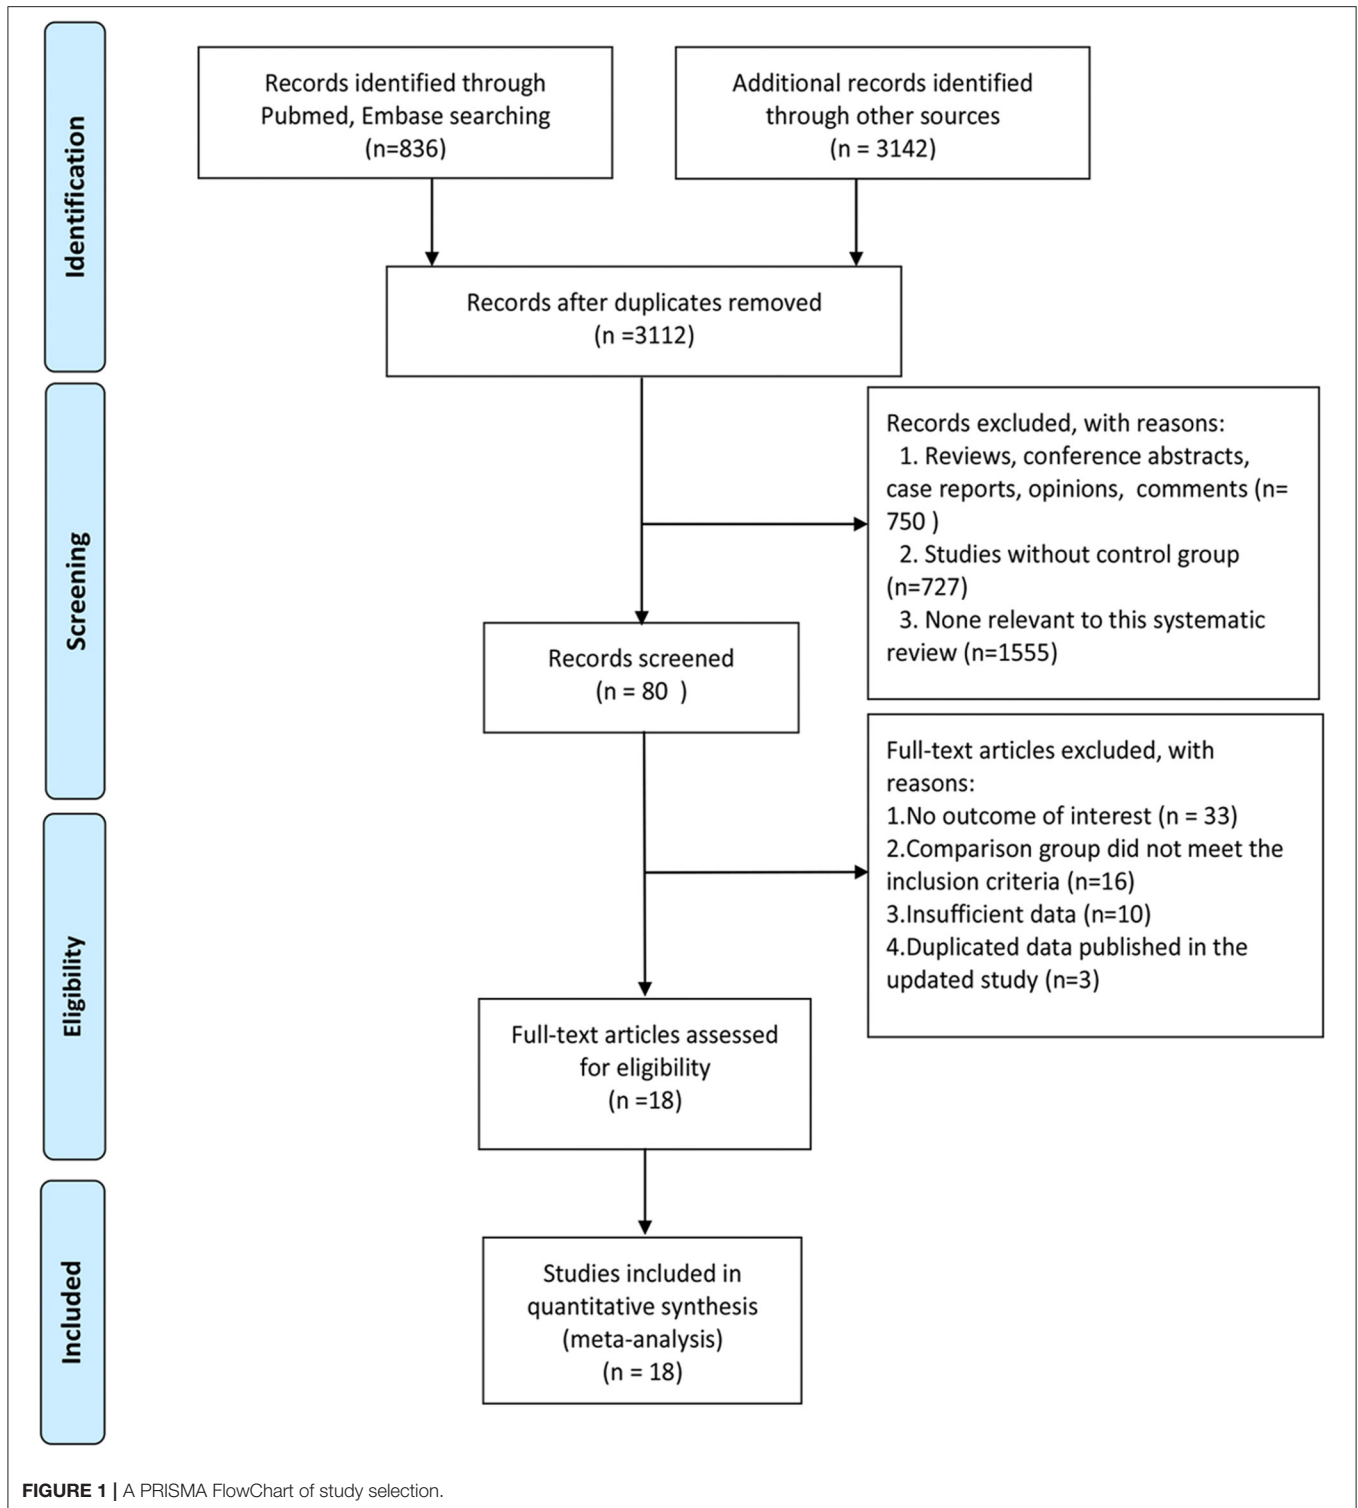 Identification
Records identified through
Pubmed, Embase searching
(n=836)
Additional records identified
through other sources
(n = 3142)
Records after duplicates removed
(n =3112)
Screening
Records excluded, with reasons:
1. Reviews, conference abstracts,
case reports, opinions, comments (n=
750 )
2. Studies without control group
(n=727)
3. None relevant to this systematic
review (n=1555)
Records screened
(n = 80 )
Full-text articles excluded, with
reasons:
1.No outcome of interest (n = 33)
2.Comparison group did not meet the
inclusion criteria (n=16)
3.Insufficient data (n=10)
4.Duplicated data published in the
updated study (n=3)
Eligibility
Full-text articles assessed
for eligibility
(n =18)
Included
Studies included in
quantitative synthesis
(meta-analysis)
(n = 18)
FIGURE 1 | A PRISMA FlowChart of study selection.